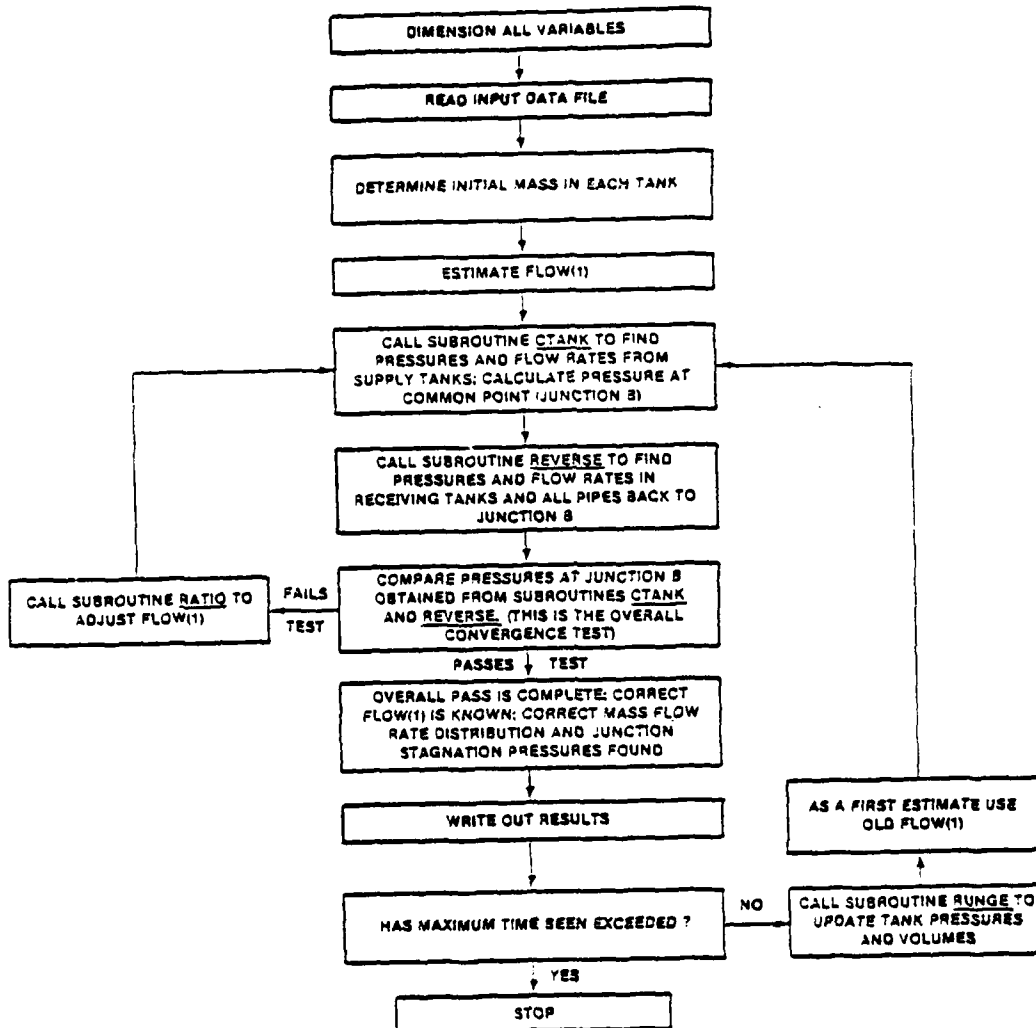 DIMENSION ALL VARIABLES
READ INPUT DATA FILE
DETERMINE INITIAL MASS IN EACH TANK
ESTIMATE FLOW(1)
CALL SUBROUTINE CTANK TO FIND
PRESSURES AND FLOW RATES FROM
SUPPLY TANKS; CALCULATE PRESSURE AT
COMMON POINT (JUNCTION B)
CALL SUBROUTINE REVERSE TO FIND
PRESSURES AND FLOW RATES IN
RECEIVING TANKS AND ALL PIPES BACK TO
JUNCTION B
COMPARE PRESSURES AT JUNCTION B
OBTAINED FROM SUBROUTINES CTANK
AND REVERSE. (THIS IS THE OVERALL
CONVERGENCE TEST)
FAILS
TEST
CALL SUBROUTINE RATIO TO
ADJUST FLOW(1)
PASSES TEST
OVERALL PASS IS COMPLETE; CORRECT
FLOW(1) IS KNOWN; CORRECT MASS FLOW
RATE DISTRIBUTION AND JUNCTION
STAGNATION PRESSURES FOUND
WRITE OUT RESULTS
HAS MAXIMUM TIME SEEN EXCEEDED ?
NO
CALL SUBROUTINE RUNGE TO
UPDATE TANK PRESSURES
AND VOLUMES
AS A FIRST ESTIMATE USE
OLD FLOW(1)
YES
STOP